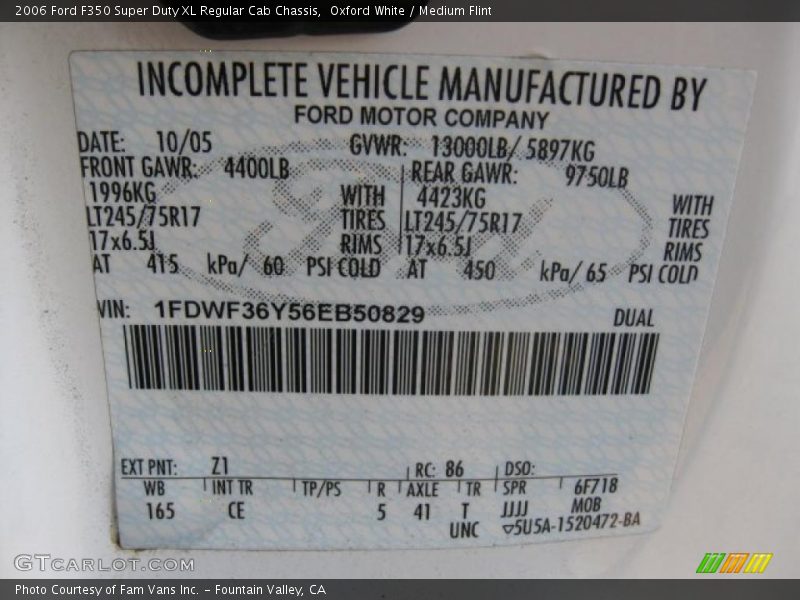 2006 Ford F350 Super Duty XL Regular Cab Chassis,  Oxford White / Medium Flint
INCOMPLETE VEHICLE MANUFACTURED BY
FORD MOTOR COMPANY
DATE: 10/05 GVWR: 13000LB/ 5897KG
FRONT GAWR: 4400LB REAR GAWR: 9750LB
1996KG WITH 4423KG WITH
LT245/75R17 TIRES LT245/75R17 TIRES
17x6.5J RIMS 17x6.5J RIMS
AT 415 kPa/ 60 PSI COLD AT 450 kPa/ 65 PSI COLD
VIN: 1FDWF36Y56EB50829 DUAL
EXT PNT: Z1 RC: 86 DSO:
WB INT TR TP/PS R AXLE TR SPR 6F718
165 CE 5 41 T JJJJ MOB
UNC ▽5U5A-1520472-BA
GTCARLOT.COM
Photo Courtesy of Fam Vans Inc. – Fountain Valley, CA